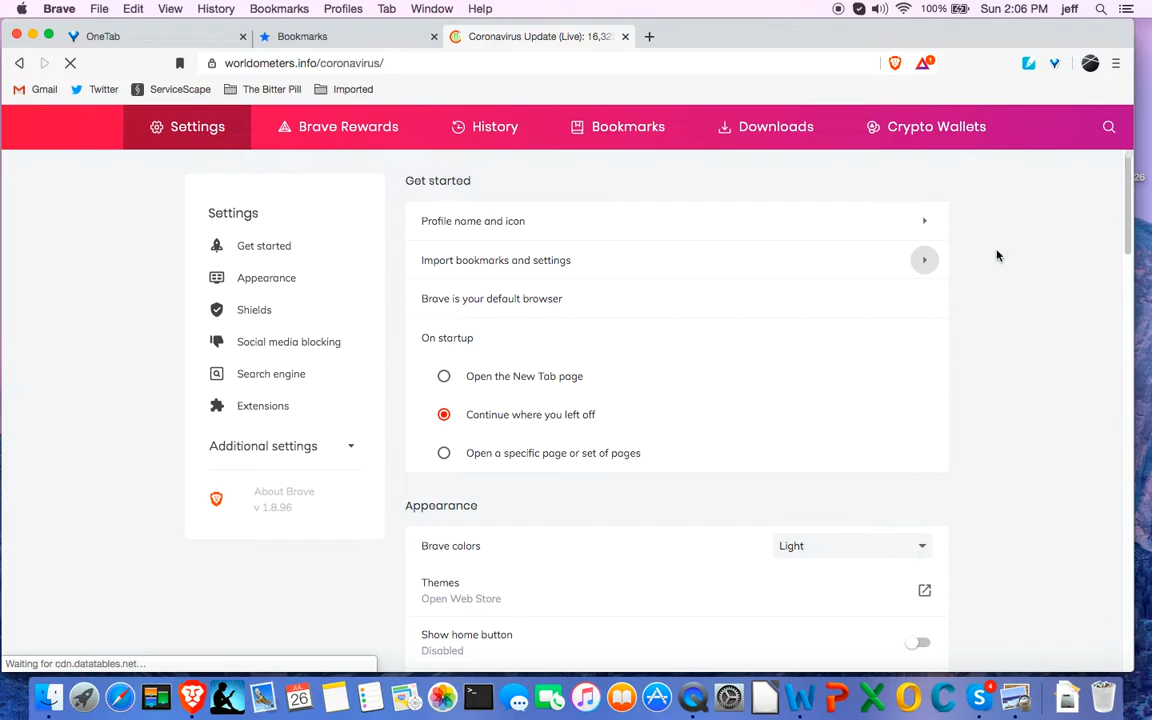 Brave File Edit View History Bookmarks Profiles Tab Window Help 100% Sun 2:06 PM jeff
OneTab Bookmarks Coronavirus Update (Live): 16,32
worldometers.info/coronavirus/ 1
Gmail Twitter ServiceScape The Bitter Pill Imported
Settings Brave Rewards History Bookmarks Downloads Crypto Wallets
26
Settings
Get started
Appearance
Shields
Social media blocking
Search engine
Extensions
Additional settings
About Brave
v 1.8.96
Get started
Profile name and icon
Import bookmarks and settings
Brave is your default browser
On startup
Open the New Tab page
Continue where you left off
Open a specific page or set of pages
Appearance
Brave colors Light
Themes
Open Web Store
Show home button
Disabled
Waiting for cdn.datatables.net...
JUL
26
4